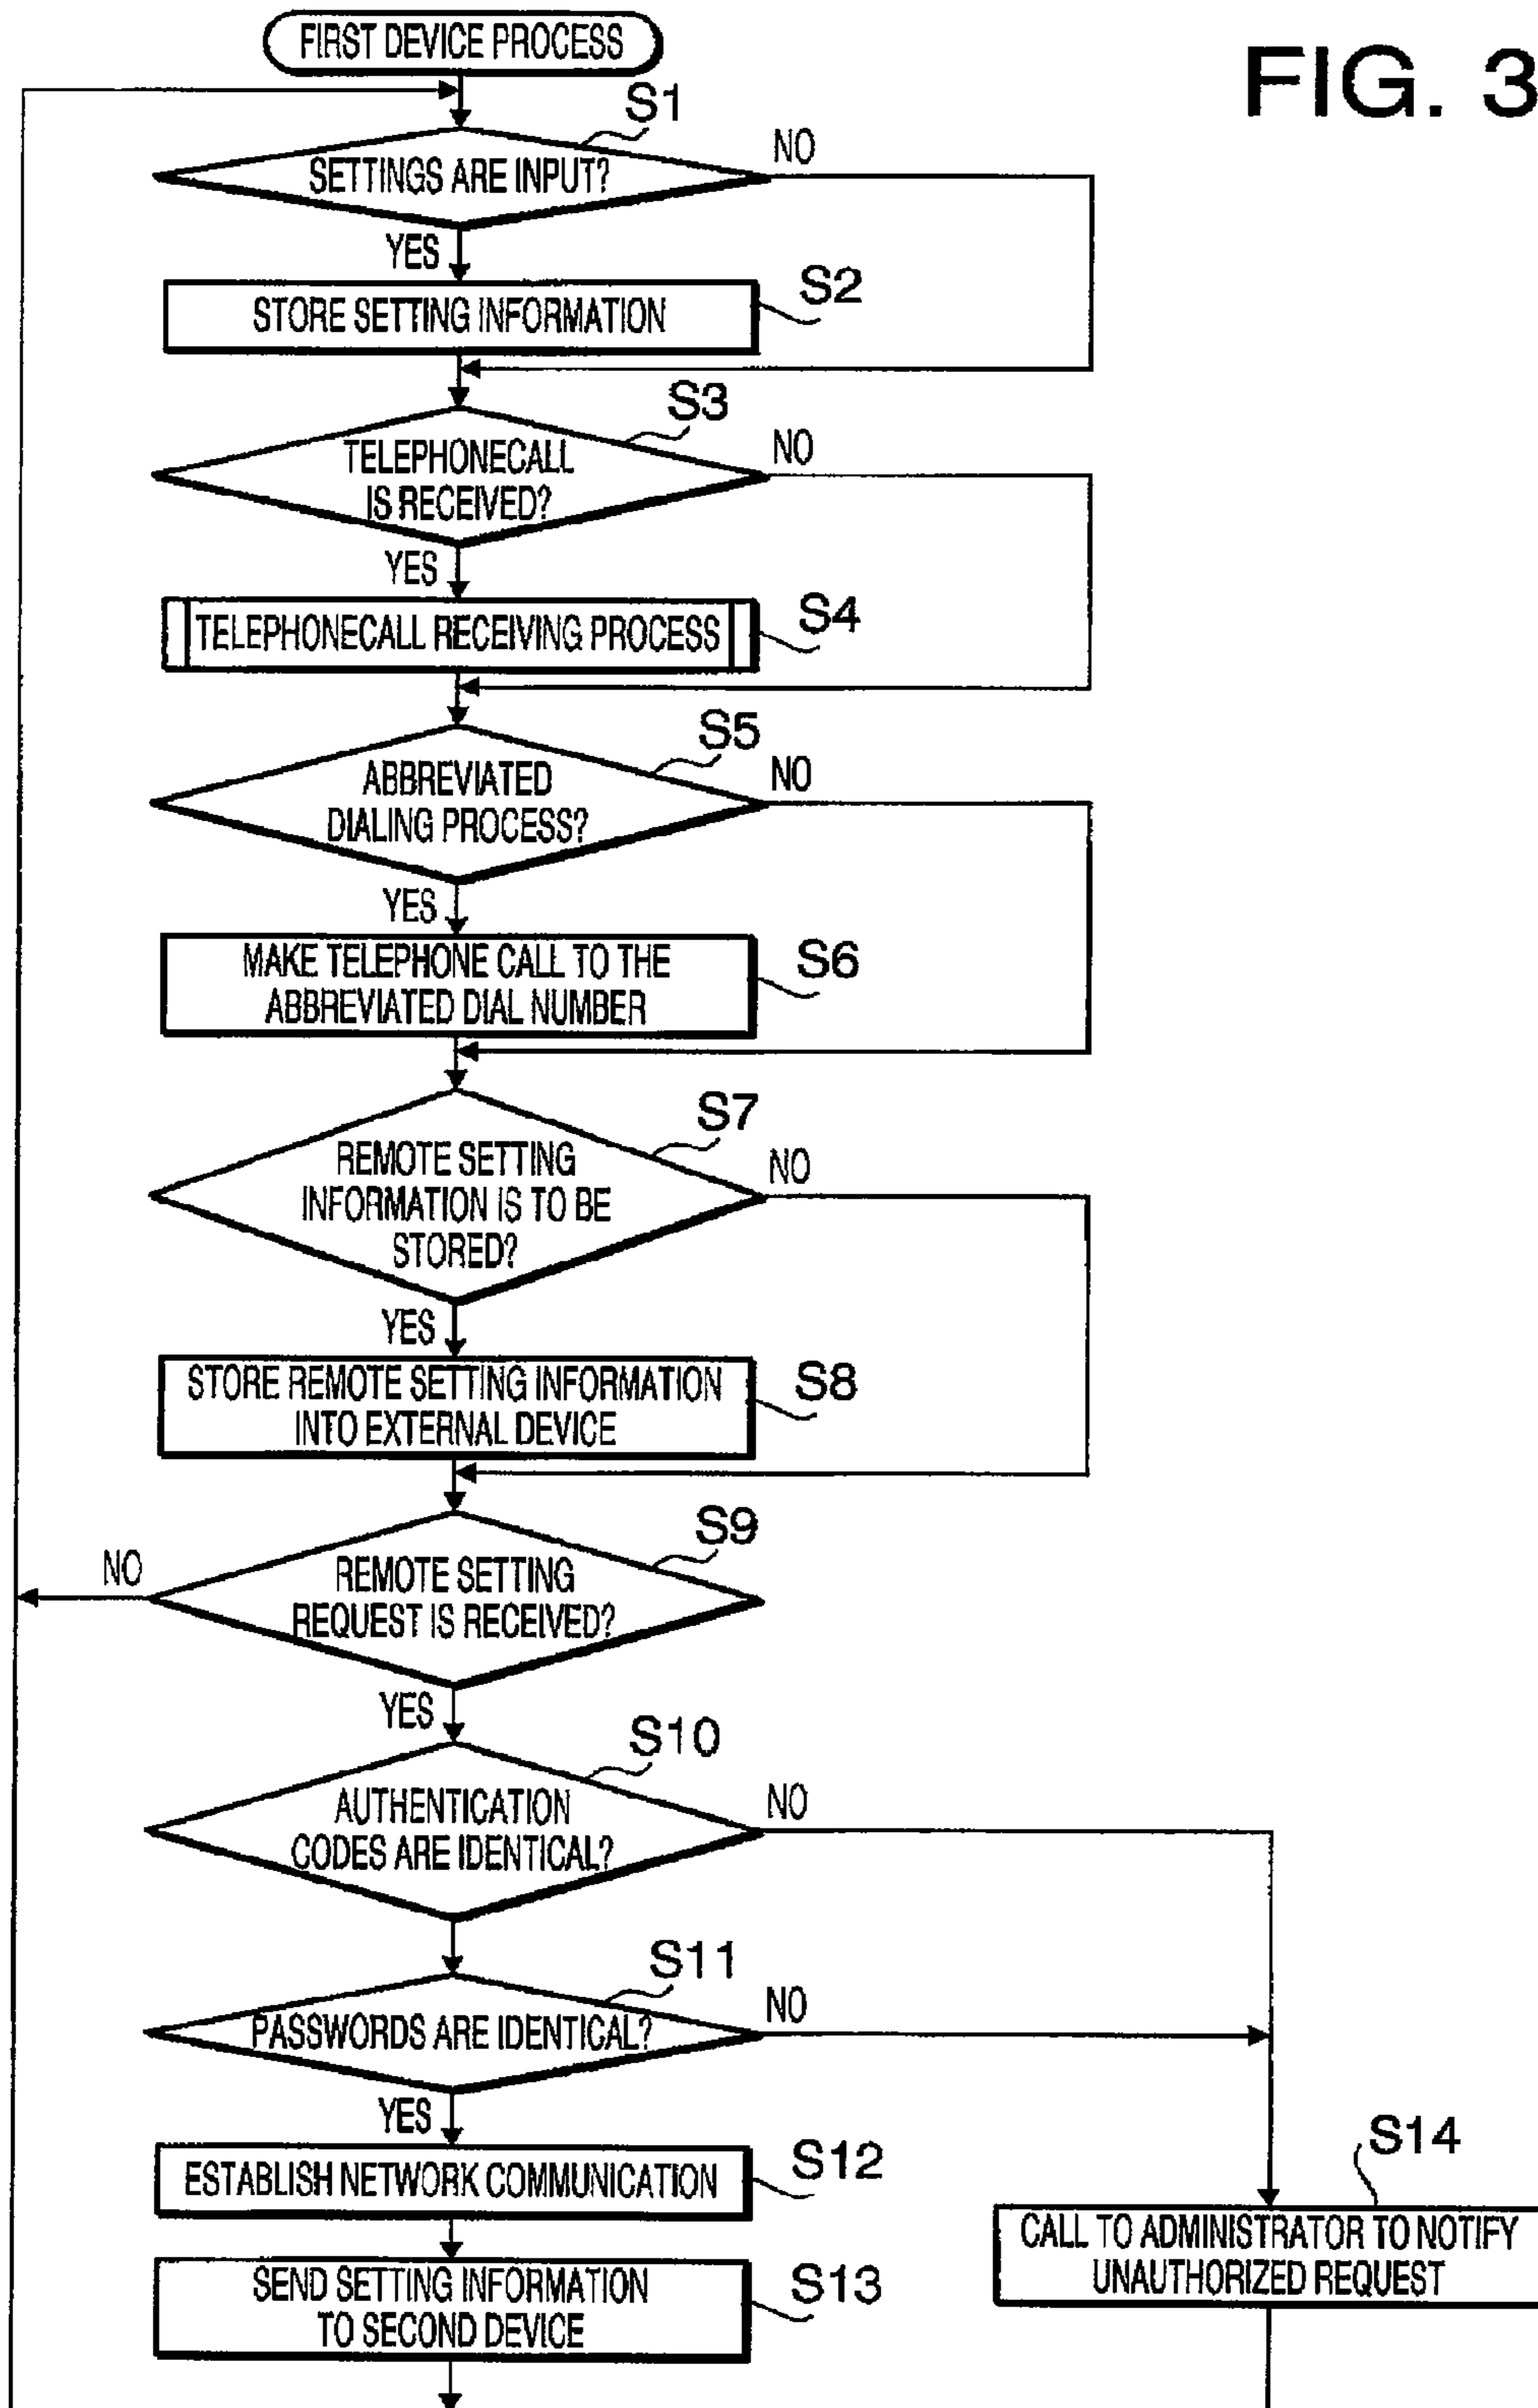 FIRST DEVICE PROCESS
FIG. 3
S1
SETTINGS ARE INPUT?
NO
YES
STORE SETTING INFORMATION
S2
S3
TELEPHONECALL
IS RECEIVED?
NO
YES
TELEPHONECALL RECEIVING PROCESS
S4
S5
ABBREVIATED
DIALING PROCESS?
NO
YES
MAKE TELEPHONE CALL TO THE
ABBREVIATED DIAL NUMBER
S6
S7
REMOTE SETTING
INFORMATION IS TO BE
STORED?
NO
YES
STORE REMOTE SETTING INFORMATION
INTO EXTERNAL DEVICE
S8
S9
NO
REMOTE SETTING
REQUEST IS RECEIVED?
YES
S10
AUTHENTICATION
CODES ARE IDENTICAL?
NO
S11
PASSWORDS ARE IDENTICAL?
NO
YES
ESTABLISH NETWORK COMMUNICATION
S12
S14
CALL TO ADMINISTRATOR TO NOTIFY
UNAUTHORIZED REQUEST
SEND SETTING INFORMATION
TO SECOND DEVICE
S13